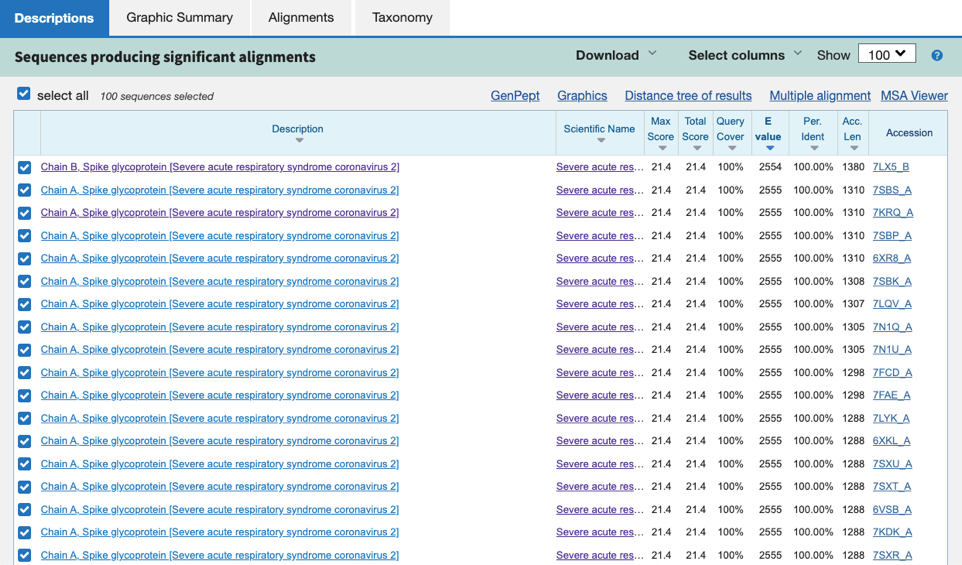 Descriptions Graphic Summary Alignments Taxonomy
Sequences producing significant alignments Download Select columns Show 100 ?
select all 100 sequences selected GenPept Graphics Distance tree of results Multiple alignment MSA Viewer
Description Scientific Name Max Score Total Score Query Cover E value Per. Ident Acc. Len Accession
Chain B, Spike glycoprotein [Severe acute respiratory syndrome coronavirus 2] Severe acute res... 21.4 21.4 100% 2554 100.00% 1380 7LX5_B
Chain A, Spike glycoprotein [Severe acute respiratory syndrome coronavirus 2] Severe acute res... 21.4 21.4 100% 2555 100.00% 1310 7SBS_A
Chain A, Spike glycoprotein [Severe acute respiratory syndrome coronavirus 2] Severe acute res... 21.4 21.4 100% 2555 100.00% 1310 7KRQ_A
Chain A, Spike glycoprotein [Severe acute respiratory syndrome coronavirus 2] Severe acute res... 21.4 21.4 100% 2555 100.00% 1310 7SBP_A
Chain A, Spike glycoprotein [Severe acute respiratory syndrome coronavirus 2] Severe acute res... 21.4 21.4 100% 2555 100.00% 1310 6XR8_A
Chain A, Spike glycoprotein [Severe acute respiratory syndrome coronavirus 2] Severe acute res... 21.4 21.4 100% 2555 100.00% 1308 7SBK_A
Chain A, Spike glycoprotein [Severe acute respiratory syndrome coronavirus 2] Severe acute res... 21.4 21.4 100% 2555 100.00% 1307 7LQV_A
Chain A, Spike glycoprotein [Severe acute respiratory syndrome coronavirus 2] Severe acute res... 21.4 21.4 100% 2555 100.00% 1305 7N1Q_A
Chain A, Spike glycoprotein [Severe acute respiratory syndrome coronavirus 2] Severe acute res... 21.4 21.4 100% 2555 100.00% 1305 7N1U_A
Chain A, Spike glycoprotein [Severe acute respiratory syndrome coronavirus 2] Severe acute res... 21.4 21.4 100% 2555 100.00% 1298 7FCD_A
Chain A, Spike glycoprotein [Severe acute respiratory syndrome coronavirus 2] Severe acute res... 21.4 21.4 100% 2555 100.00% 1298 7FAE_A
Chain A, Spike glycoprotein [Severe acute respiratory syndrome coronavirus 2] Severe acute res... 21.4 21.4 100% 2555 100.00% 1288 7LYK_A
Chain A, Spike glycoprotein [Severe acute respiratory syndrome coronavirus 2] Severe acute res... 21.4 21.4 100% 2555 100.00% 1288 6XKL_A
Chain A, Spike glycoprotein [Severe acute respiratory syndrome coronavirus 2] Severe acute res... 21.4 21.4 100% 2555 100.00% 1288 7SXU_A
Chain A, Spike glycoprotein [Severe acute respiratory syndrome coronavirus 2] Severe acute res... 21.4 21.4 100% 2555 100.00% 1288 7SXT_A
Chain A, Spike glycoprotein [Severe acute respiratory syndrome coronavirus 2] Severe acute res... 21.4 21.4 100% 2555 100.00% 1288 6VSB_A
Chain A, Spike glycoprotein [Severe acute respiratory syndrome coronavirus 2] Severe acute res... 21.4 21.4 100% 2555 100.00% 1288 7KDK_A
Chain A, Spike glycoprotein [Severe acute respiratory syndrome coronavirus 2] Severe acute res... 21.4 21.4 100% 2555 100.00% 1288 7SXR_A